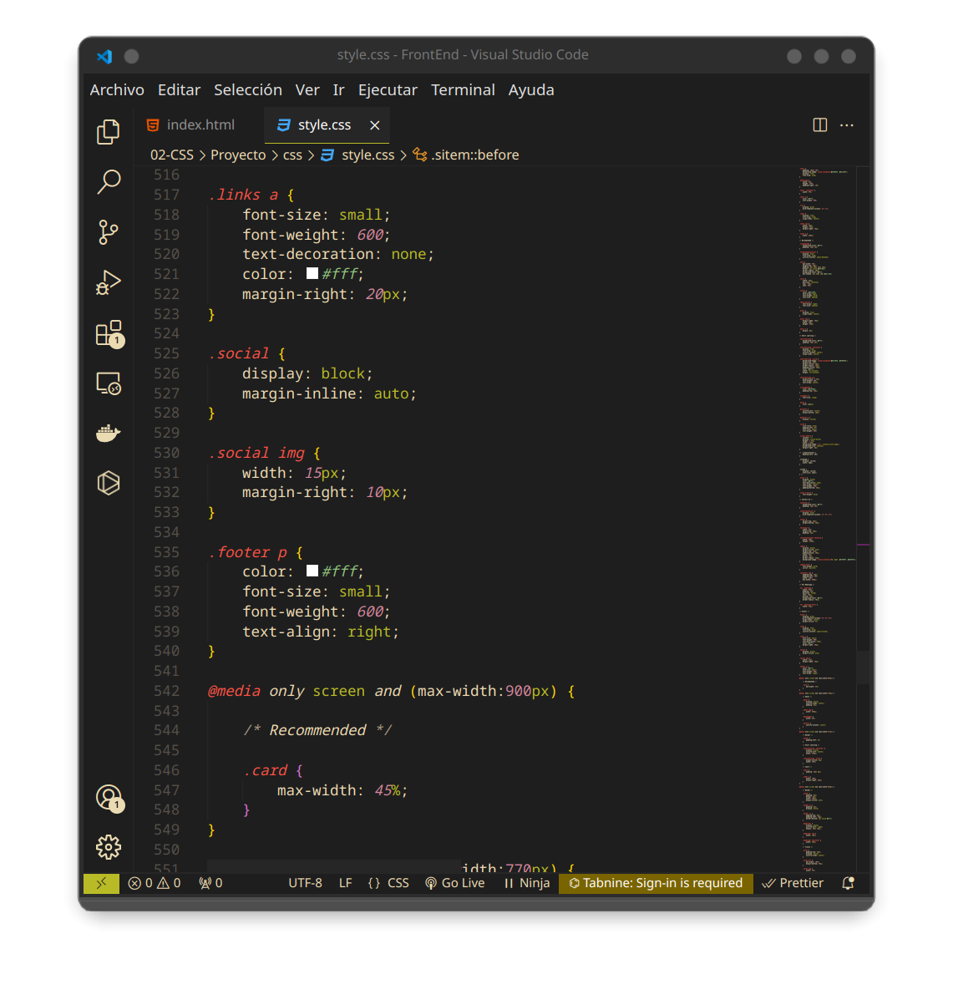 style.css - FrontEnd - Visual Studio Code
Archivo Editar Selección Ver Ir Ejecutar Terminal Ayuda
index.html style.css
02-CSS > Proyecto > css > style.css > .sitem::before
516
517 .links a {
518 font-size: small;
519 font-weight: 600;
520 text-decoration: none;
521 color: #fff;
522 margin-right: 20px;
523 }
524
525 .social {
526 display: block;
527 margin-inline: auto;
528 }
529
530 .social img {
531 width: 15px;
532 margin-right: 10px;
533 }
534
535 .footer p {
536 color: #fff;
537 font-size: small;
538 font-weight: 600;
539 text-align: right;
540 }
541
542 @media only screen and (max-width:900px) {
543
544 /* Recommended */
545
546 .card {
547 max-width: 45%;
548 }
549 }
550
551 idth:770px) {
1
1
0 0 0 UTF-8 LF {} CSS Go Live Ninja Tabnine: Sign-in is required Prettier